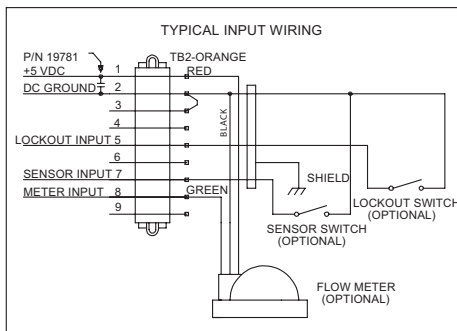 TYPICAL INPUT WIRING
P/N 19781
TB2-ORANGE
+5 VDC 1 RED
DC GROUND 2
3
4
BLACK
LOCKOUT INPUT 5
6
SHIELD
SENSOR INPUT 7
METER INPUT 8 GREEN
9
LOCKOUT SWITCH
(OPTIONAL)
SENSOR SWITCH
(OPTIONAL)
FLOW METER
(OPTIONAL)